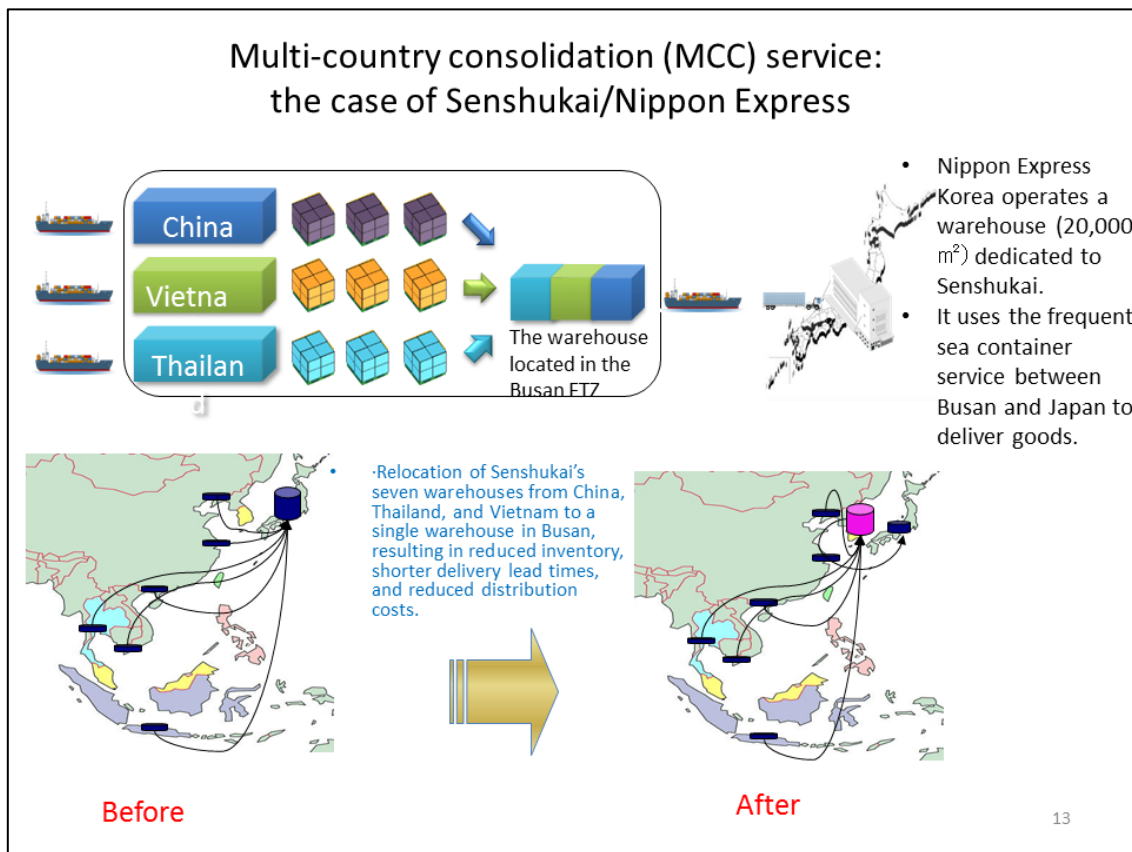 Multi-country consolidation (MCC) service:
the case of Senshukai/Nippon Express
China
Vietna
Thailan
d
The warehouse
located in the
Busan FTZ
• Nippon Express
Korea operates a
warehouse (20,000
㎡) dedicated to
Senshukai.
• It uses the frequent
sea container
service between
Busan and Japan to
deliver goods.
• ·Relocation of Senshukai’s
seven warehouses from China,
Thailand, and Vietnam to a
single warehouse in Busan,
resulting in reduced inventory,
shorter delivery lead times,
and reduced distribution
costs.
Before
After
13